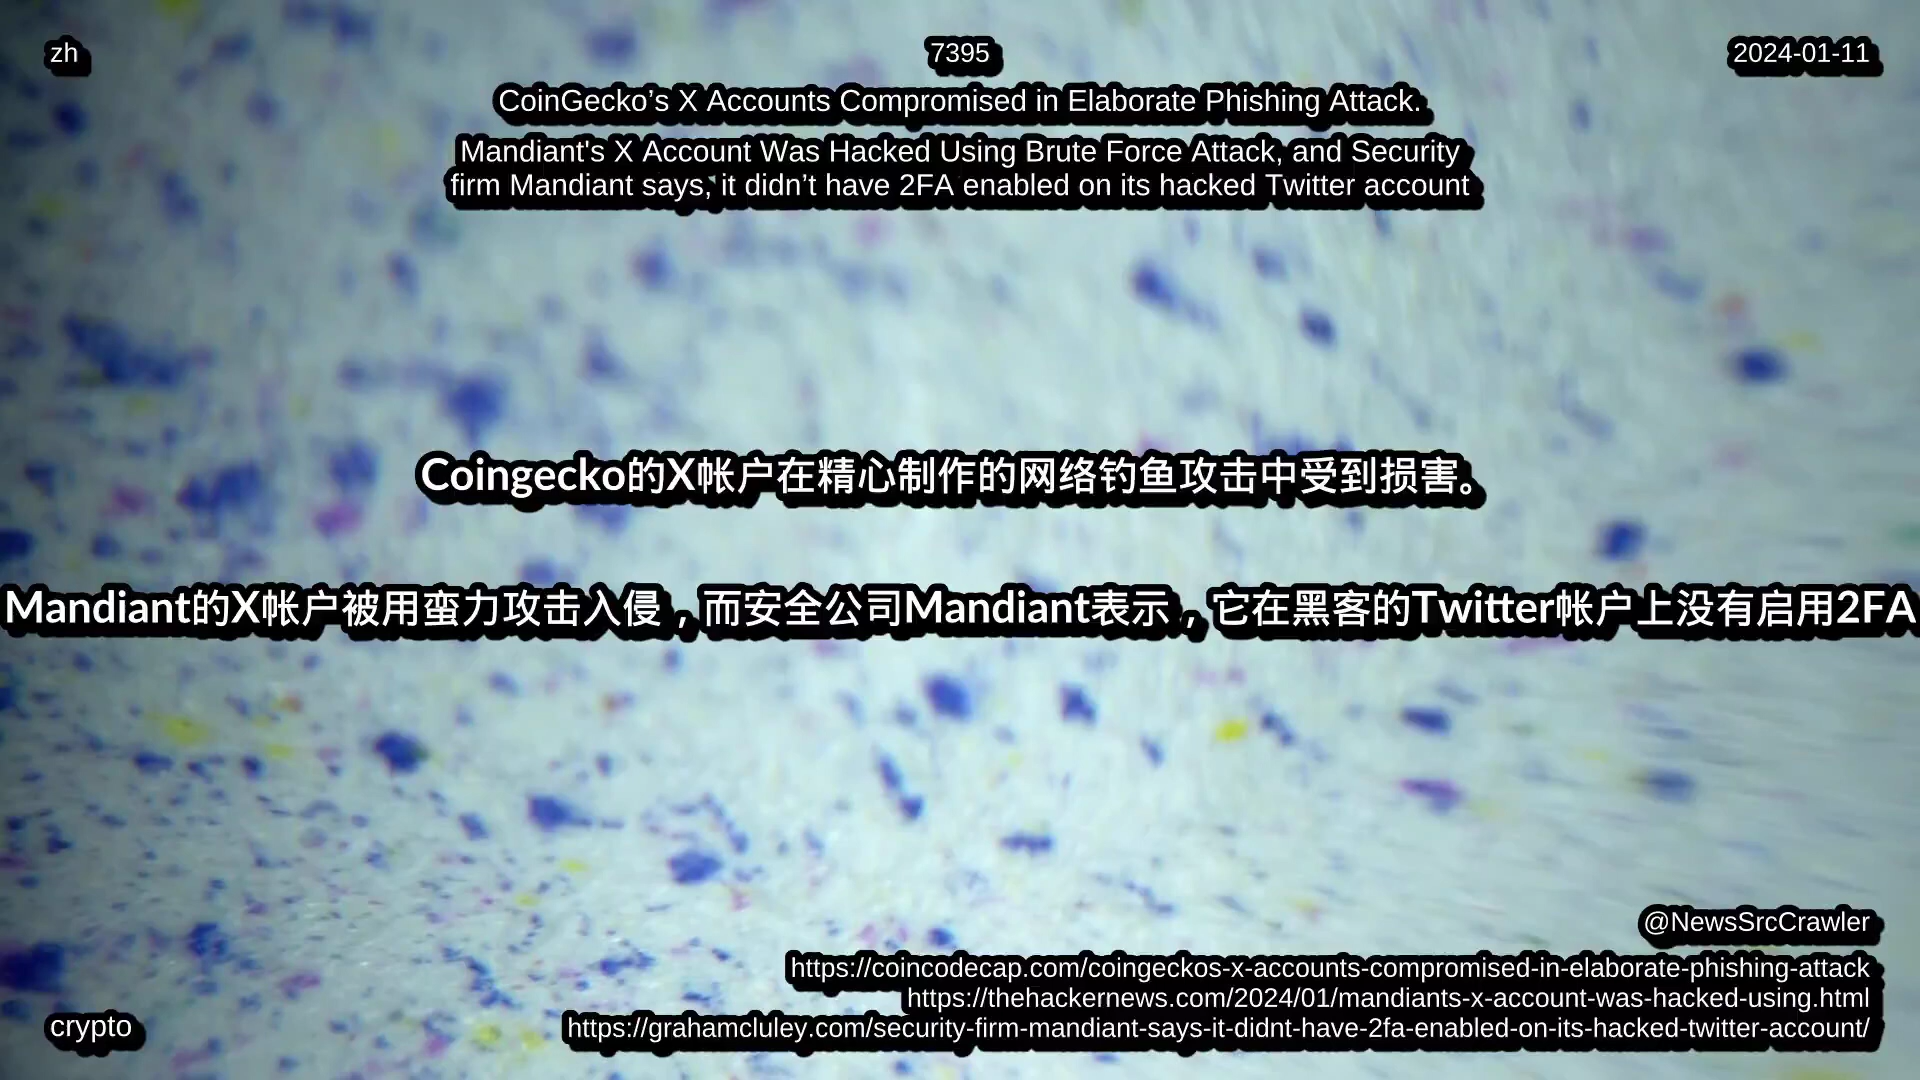 zh
7395
2024-01-11
CoinGecko’s X Accounts Compromised in Elaborate Phishing Attack.
Mandiant's X Account Was Hacked Using Brute Force Attack, and Security
firm Mandiant says, it didn’t have 2FA enabled on its hacked Twitter account
Coingecko的X帐户在精心制作的网络钓鱼攻击中受到损害。
Mandiant的X帐户被用蛮力攻击入侵，而安全公司Mandiant表示，它在黑客的Twitter帐户上没有启用2FA
@NewsSrcCrawler
https://coincodecap.com/coingeckos-x-accounts-compromised-in-elaborate-phishing-attack
https://thehackernews.com/2024/01/mandiants-x-account-was-hacked-using.html
https://grahamcluley.com/security-firm-mandiant-says-it-didnt-have-2fa-enabled-on-its-hacked-twitter-account/
crypto